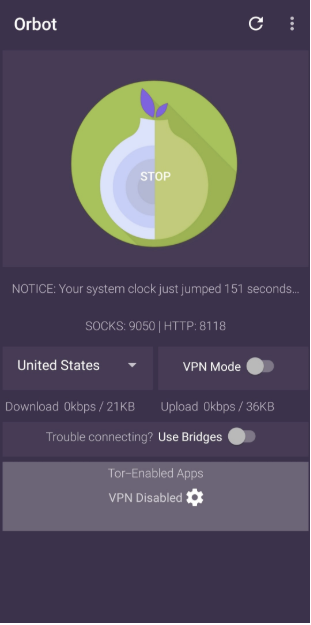 Orbot
STOP
NOTICE: Your system clock just jumped 151 seconds...
SOCKS: 9050 | HTTP: 8118
United States
VPN Mode
Download 0kbps / 21KB
Upload 0kbps / 36KB
Trouble connecting? Use Bridges
Tor-Enabled Apps
VPN Disabled